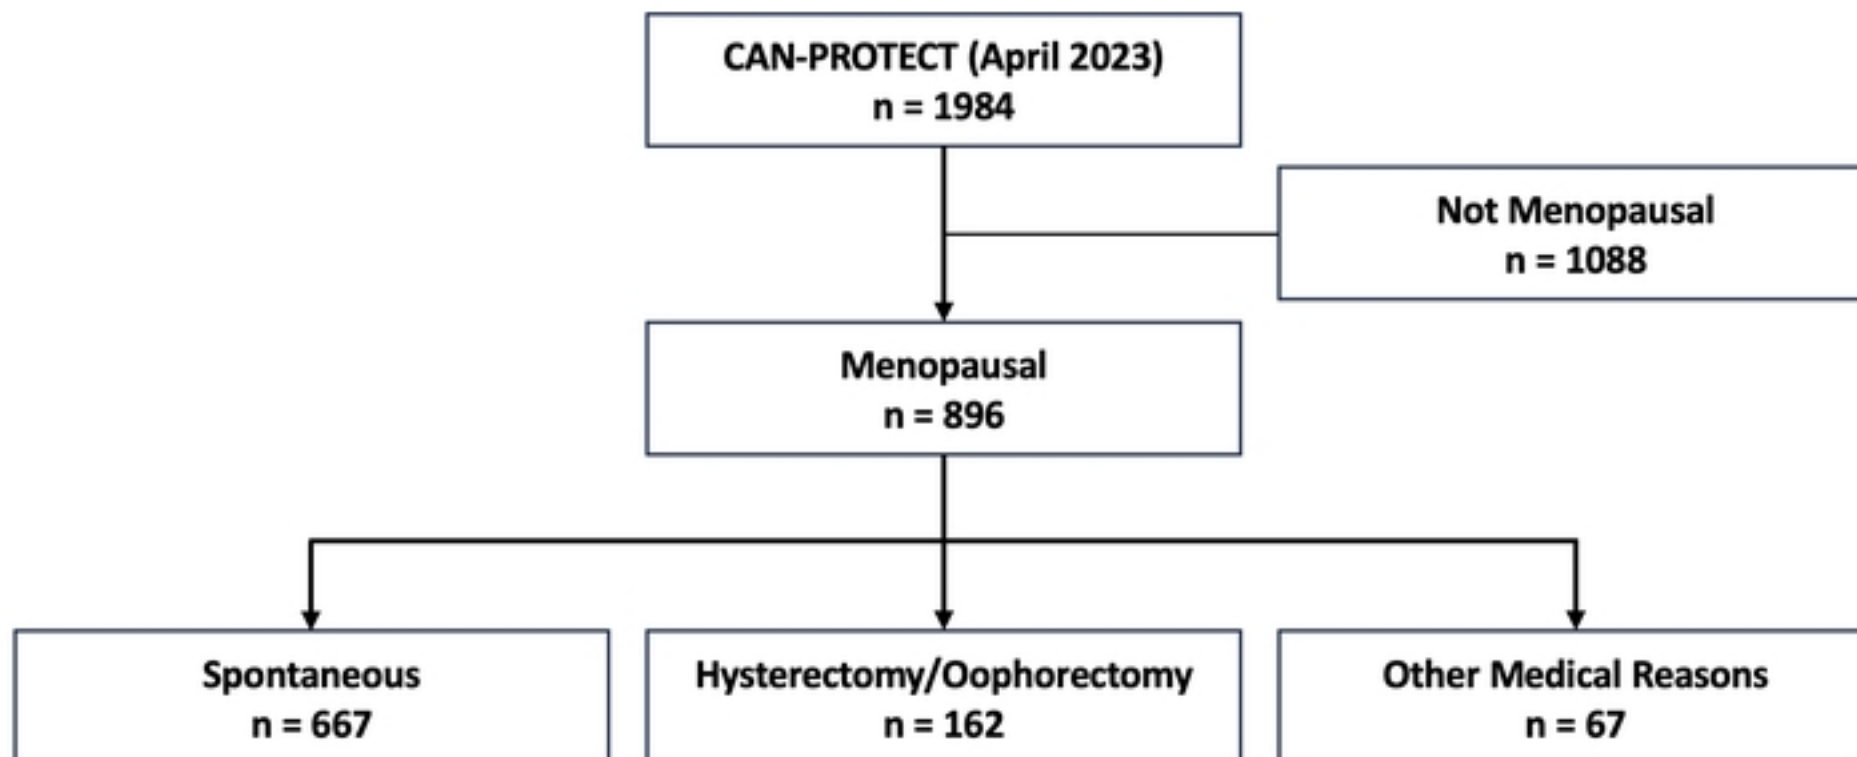 CAN-PROTECT (April 2023)
n = 1984
Not Menopausal
n = 1088
Menopausal
n = 896
Spontaneous
n = 667
Hysterectomy/Oophorectomy
n = 162
Other Medical Reasons
n = 67